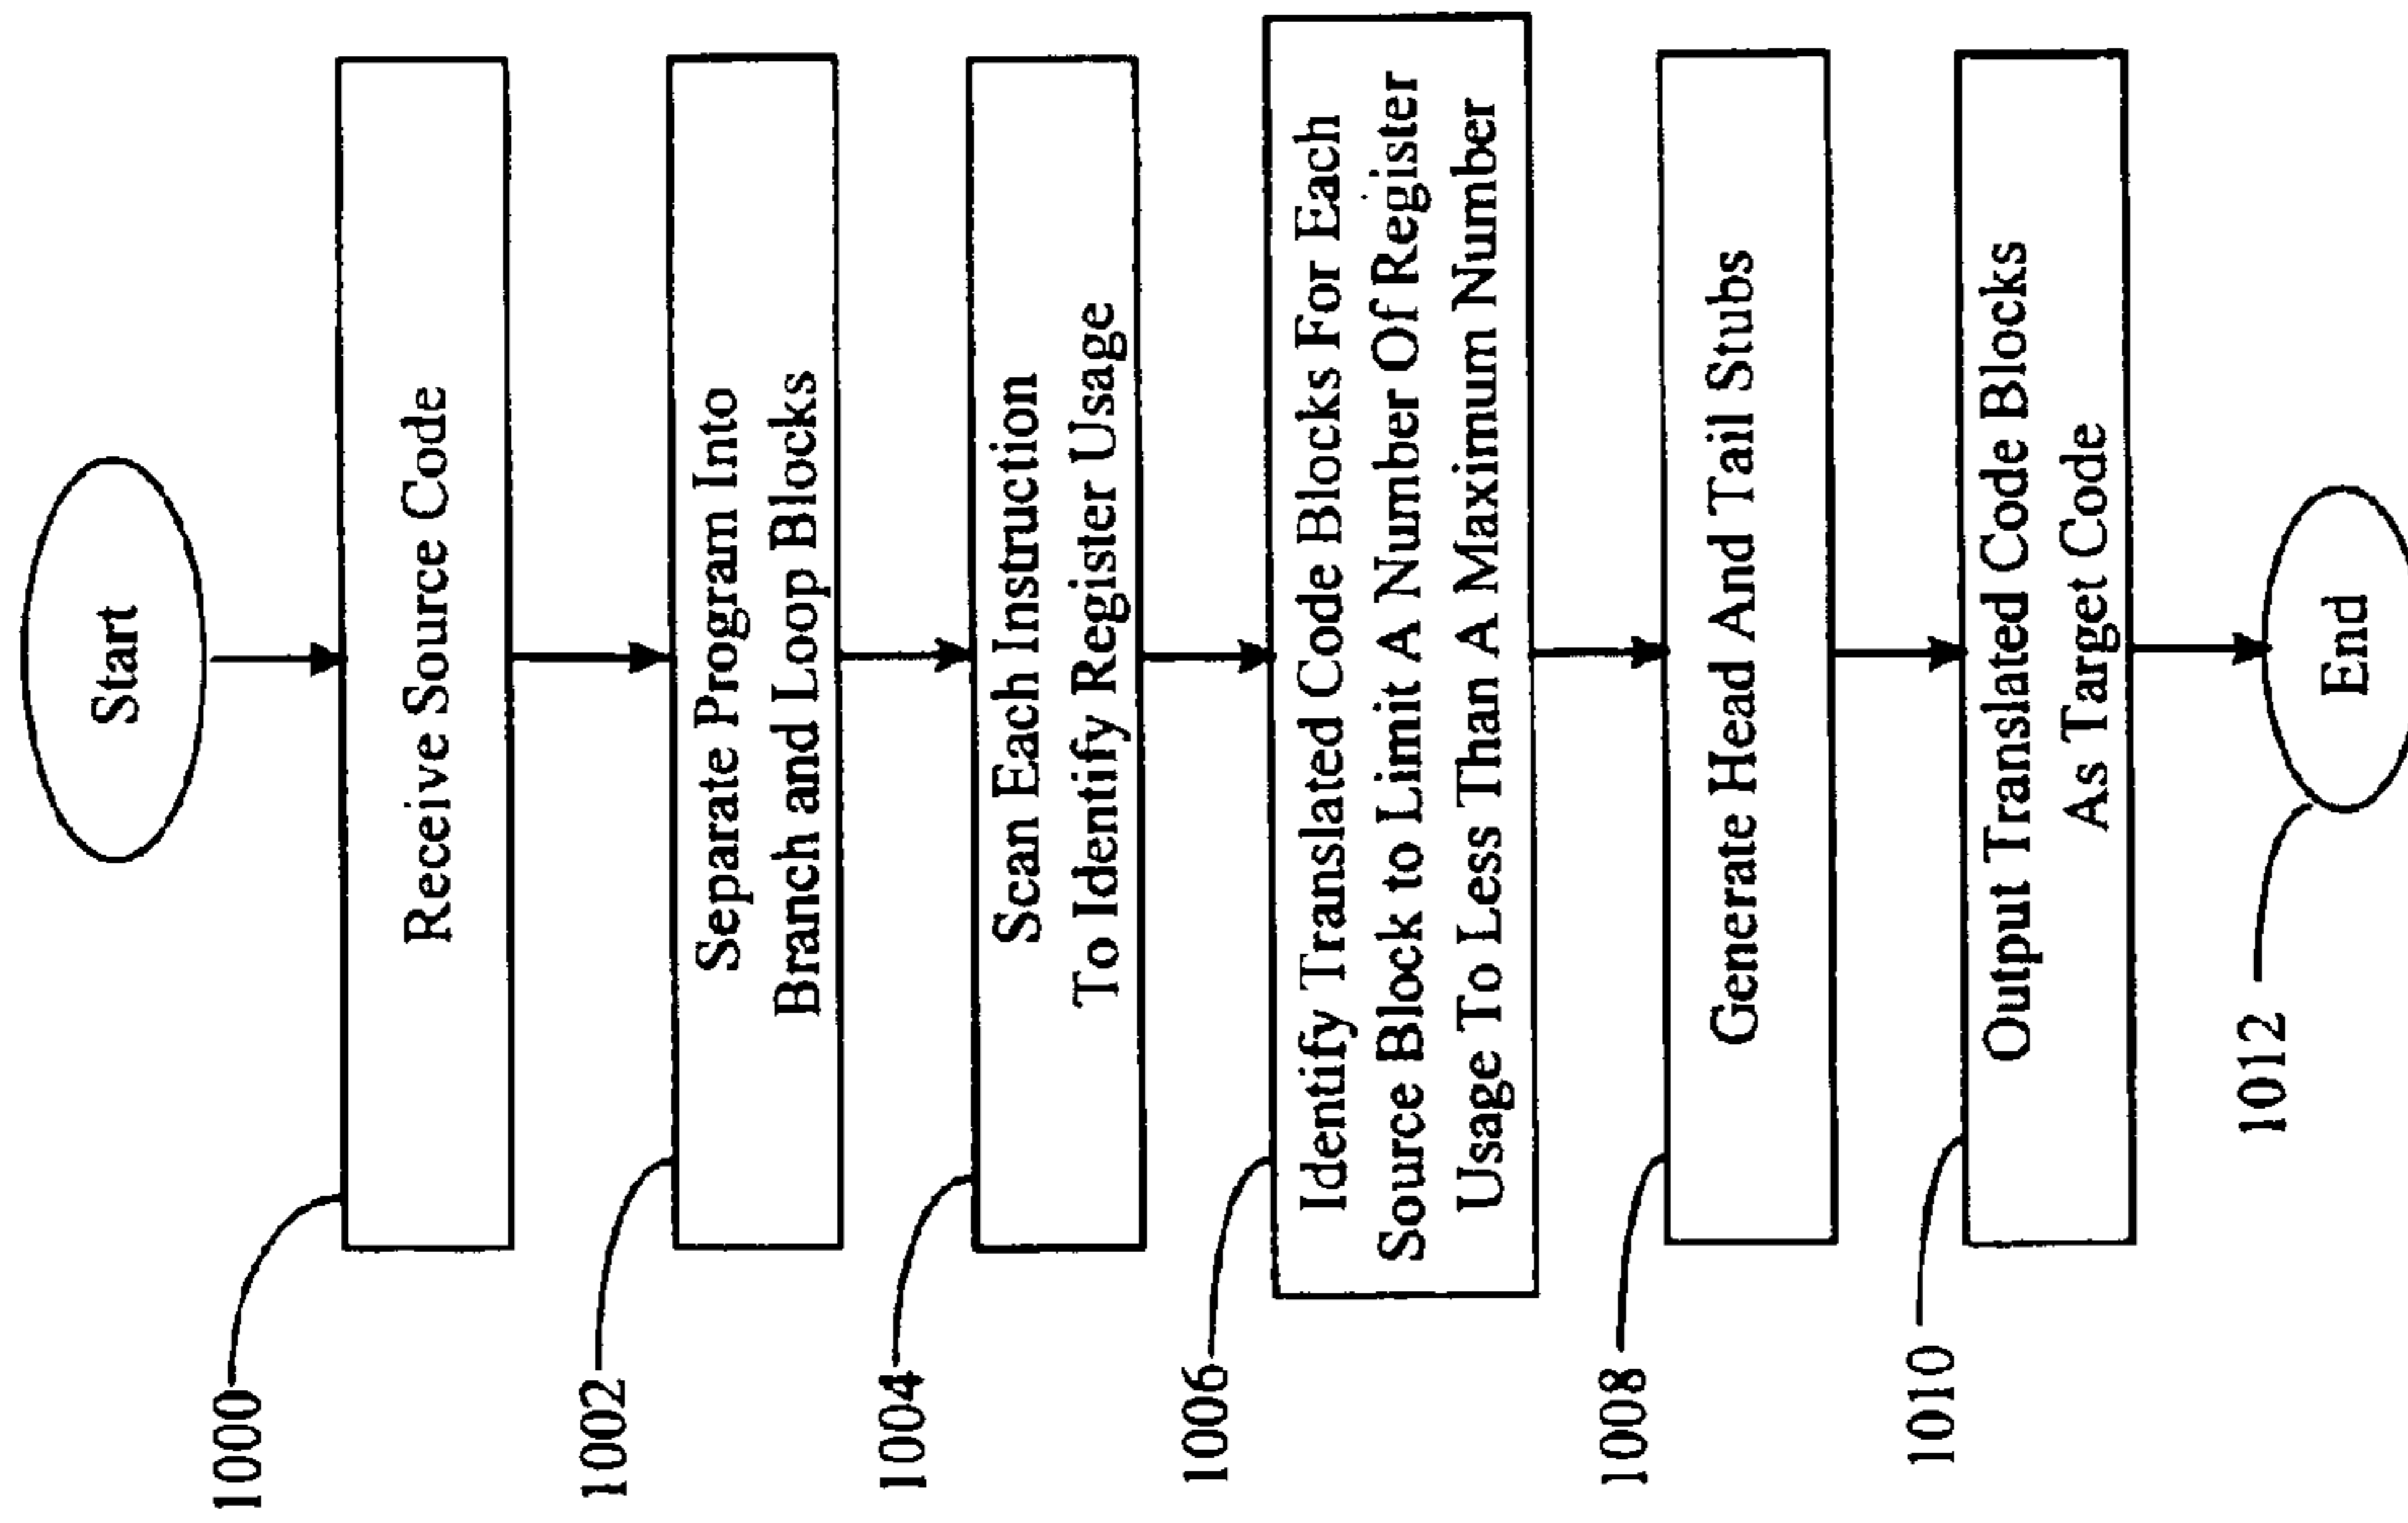 Start
1000
Receive Source Code
1002
Separate Program Into
Branch and Loop Blocks
1004
Scan Each Instruction
To Identify Register Usage
1006
Identify Translated Code Blocks For Each
Source Block to Limit A Number Of Register
Usage To Less Than A Maximum Number
1008
Generate Head And Tail Stubs
1010
Output Translated Code Blocks
As Target Code
1012
End